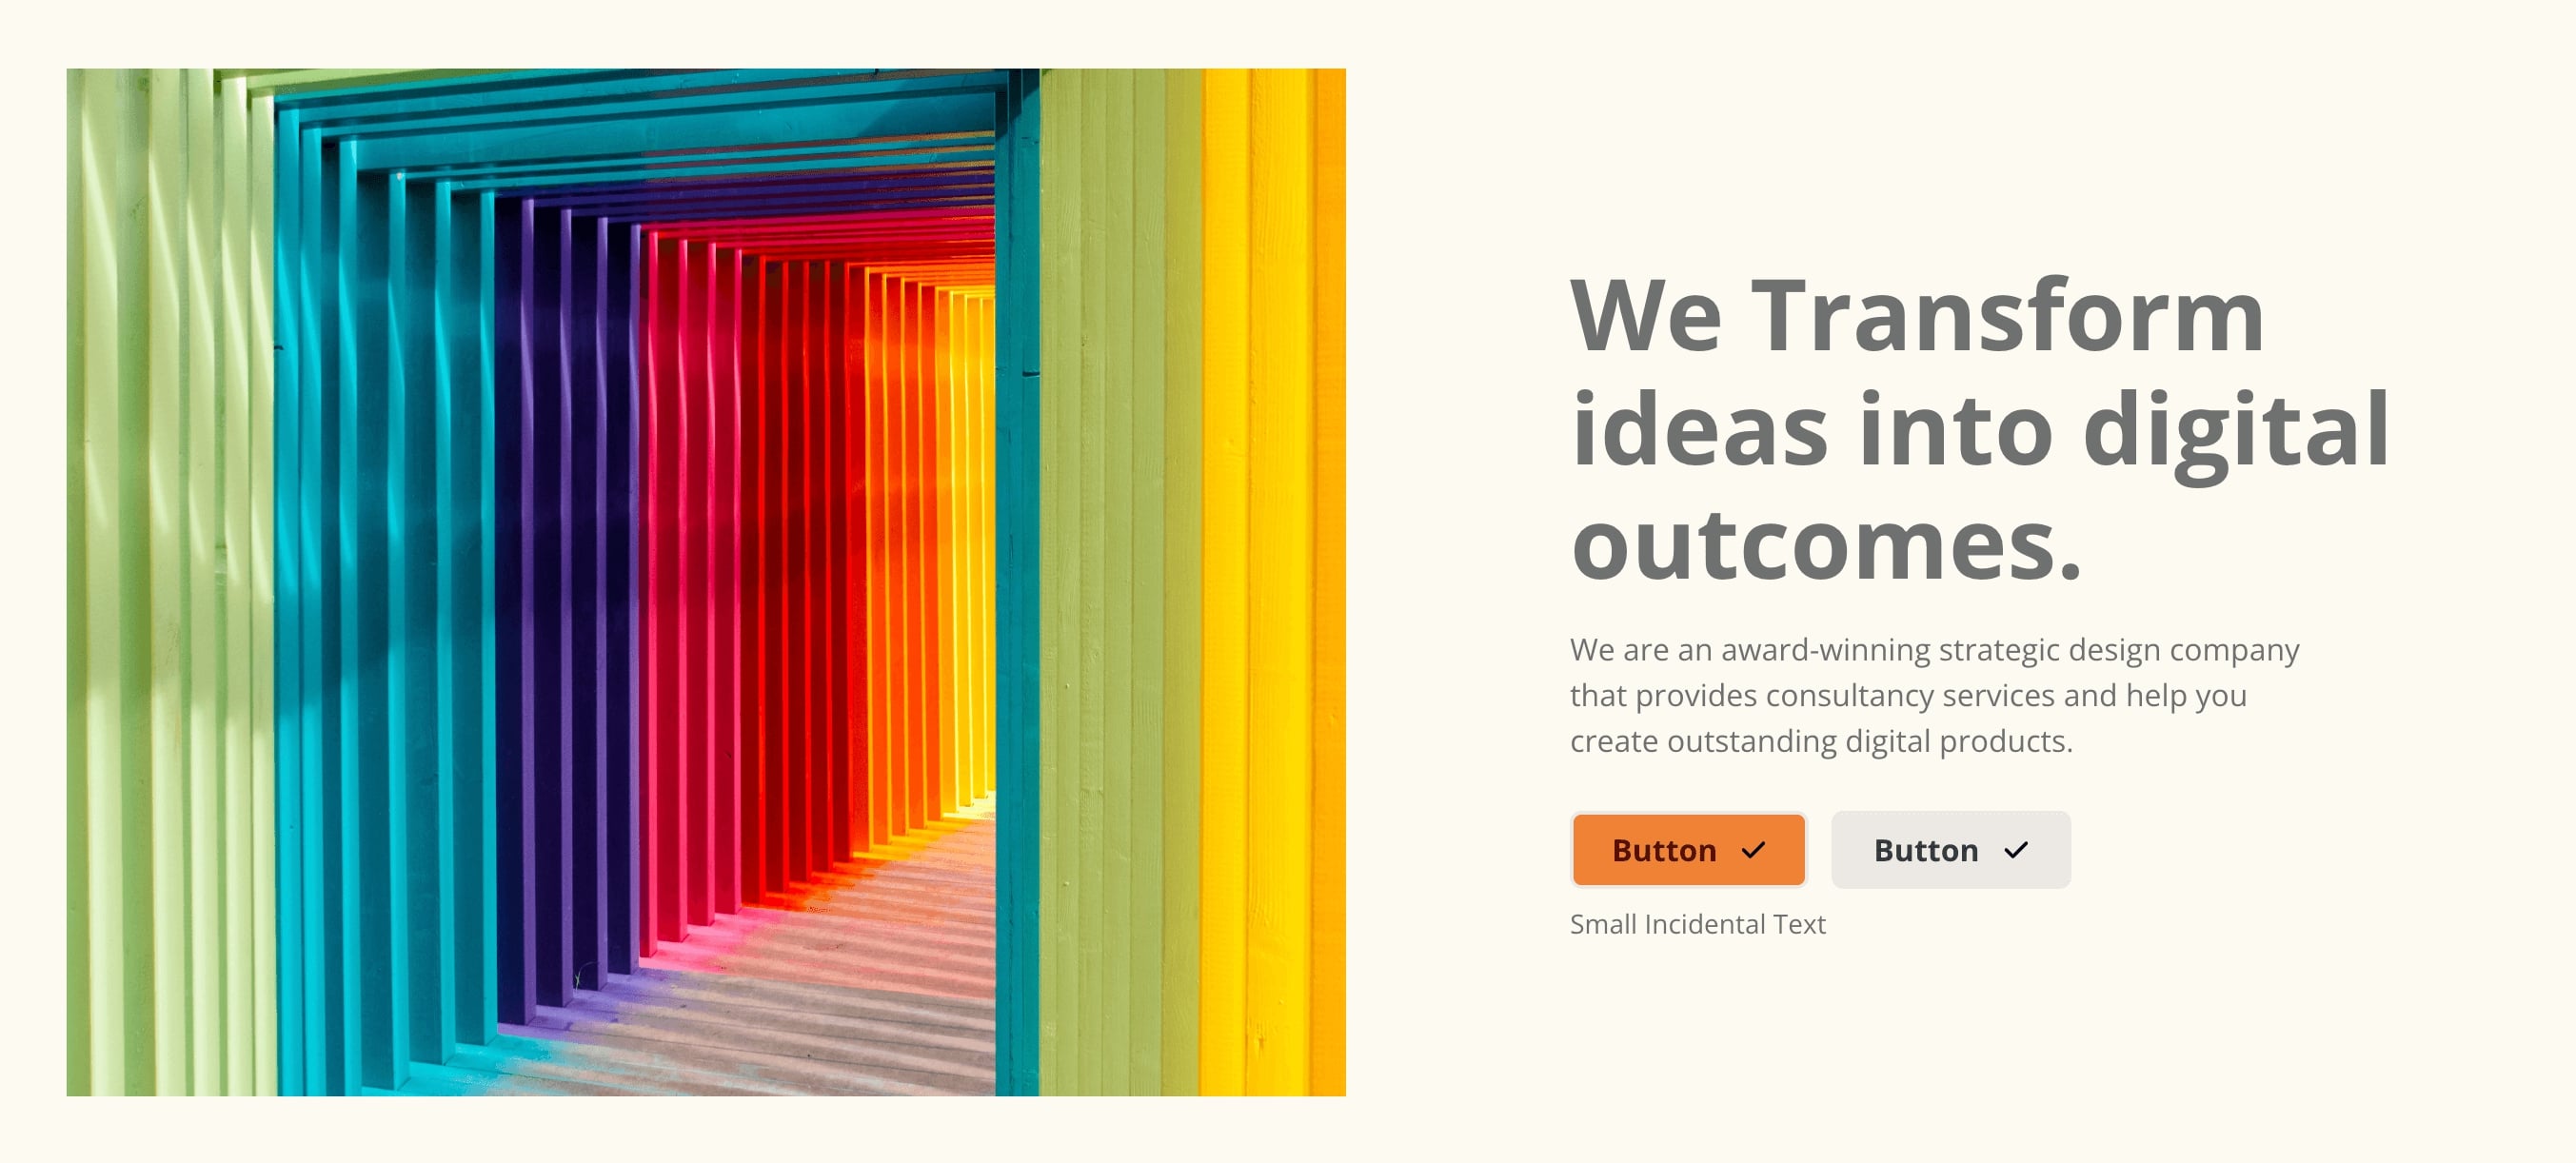 We Transform
ideas into digital
outcomes.
We are an award-winning strategic design company
that provides consultancy services and help you
create outstanding digital products.
Button
Button
Small Incidental Text